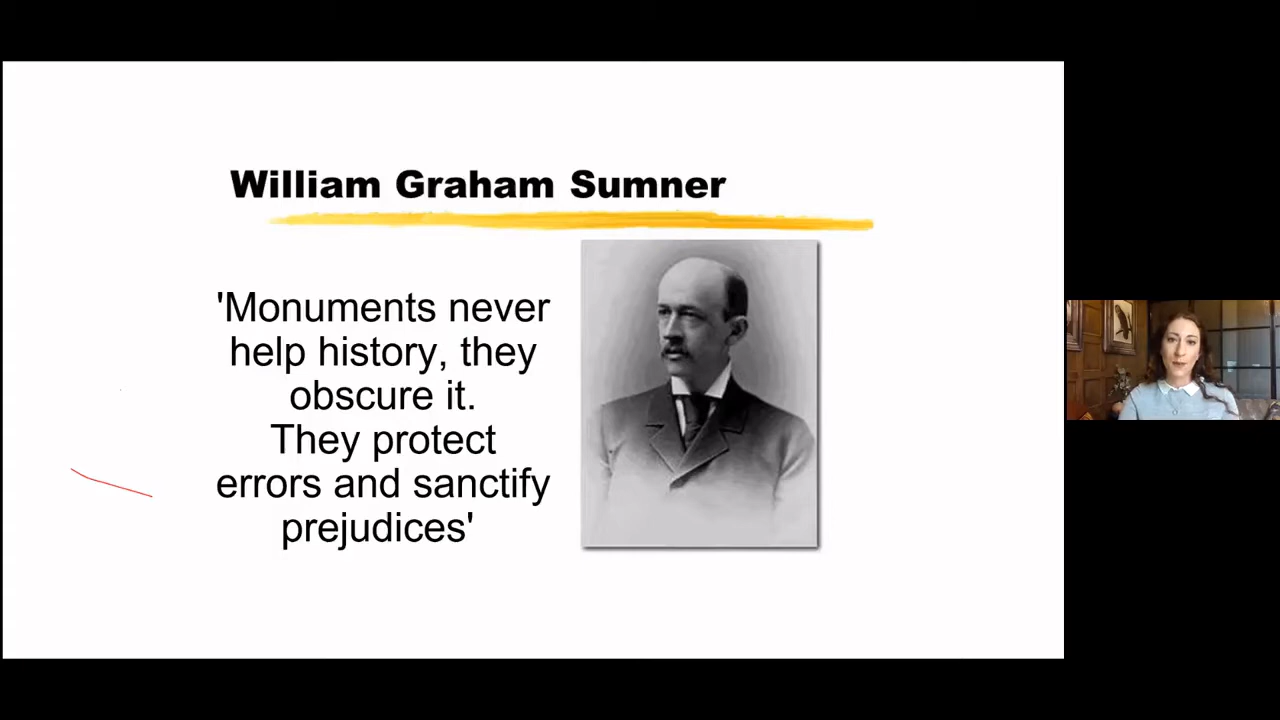 William Graham Sumner
'Monuments never
help history, they
obscure it.
They protect
errors and sanctify
prejudices'